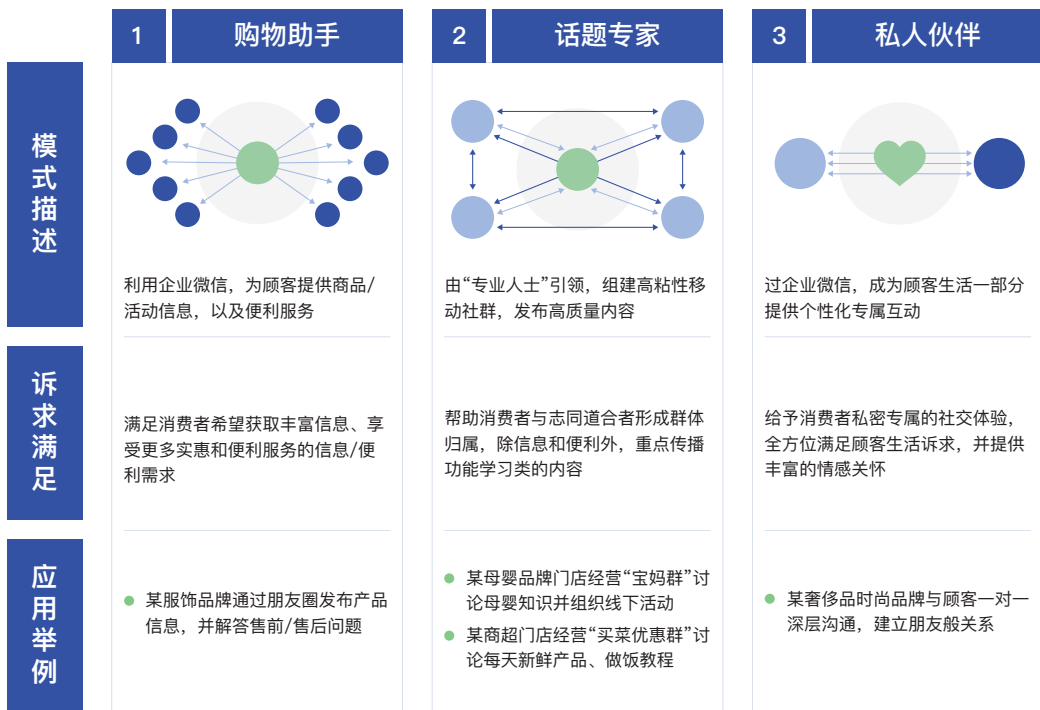 1 购物助手
2 话题专家
3 私人伙伴
模式描述
利用企业微信，为顾客提供商品/
活动信息，以及便利服务
由“专业人士”引领，组建高粘性移
动社群，发布高质量内容
过企业微信，成为顾客生活一部分
提供个性化专属互动
诉求满足
满足消费者希望获取丰富信息、享
受更多实惠和便利服务的信息/便
利需求
帮助消费者与志同道合者形成群体
归属，除信息和便利外，重点传播
功能学习类的内容
给予消费者私密专属的社交体验，
全方位满足顾客生活诉求，并提供
丰富的情感关怀
应用举例
某服饰品牌通过朋友圈发布产品
信息，并解答售前/售后问题
某母婴品牌门店经营“宝妈群”讨
论母婴知识并组织线下活动
某商超门店经营“买菜优惠群”讨
论每天新鲜产品、做饭教程
某奢侈品时尚品牌与顾客一对一
深层沟通，建立朋友般关系